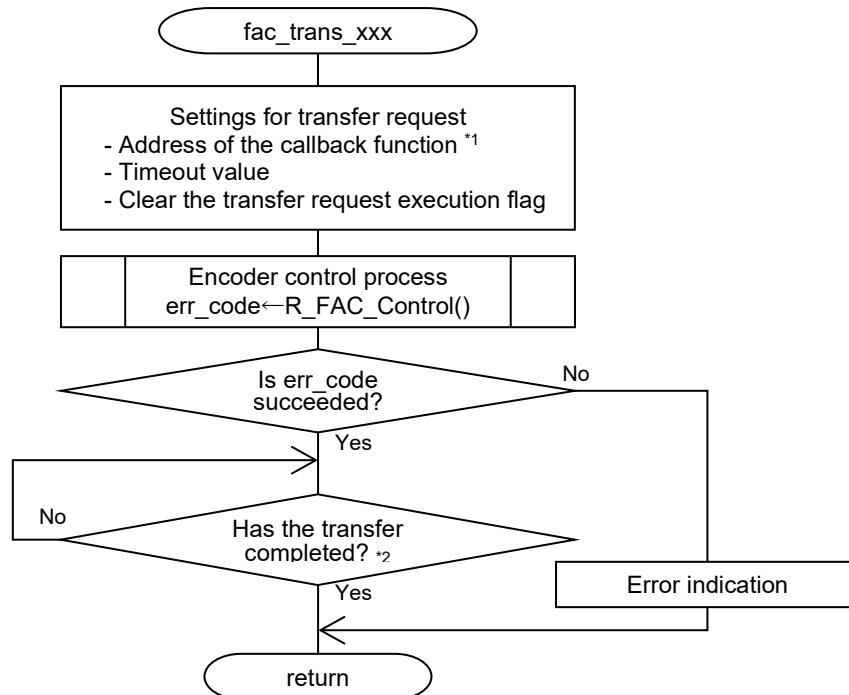 fac_trans_xxx
Settings for transfer request
- Address of the callback function *1
- Timeout value
- Clear the transfer request execution flag
Encoder control process
err_code←R_FAC_Control()
Is err_code
succeeded?
No
Yes
No
Has the transfer
completed? *2
Yes
Error indication
return